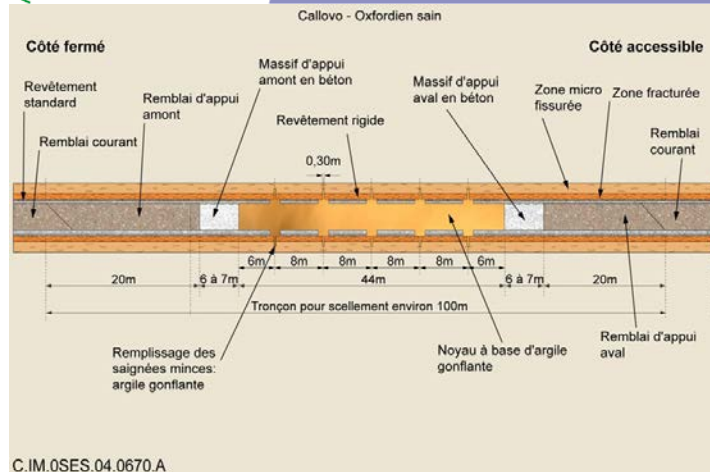 Callovo - Oxfordien sain
Côté fermé
Côté accessible
Massif d'appui
amont en béton
Massif d'appui
aval en béton
Zone micro
fissurée
Zone fracturée
Revêtement
standard
Remblai d'appui
amont
Revêtement rigide
Remblai
courant
Remblai courant
0,30m
6m
8m
8m
8m
8m
6m
20m
6 à 7m
44m
6 à 7m
20m
Tronçon pour scellement environ 100m
Remplissage des
saignées minces:
argile gonflante
Noyau à base d'argile
gonflante
Remblai d'appui
aval
C.IM.0SES.04.0670.A